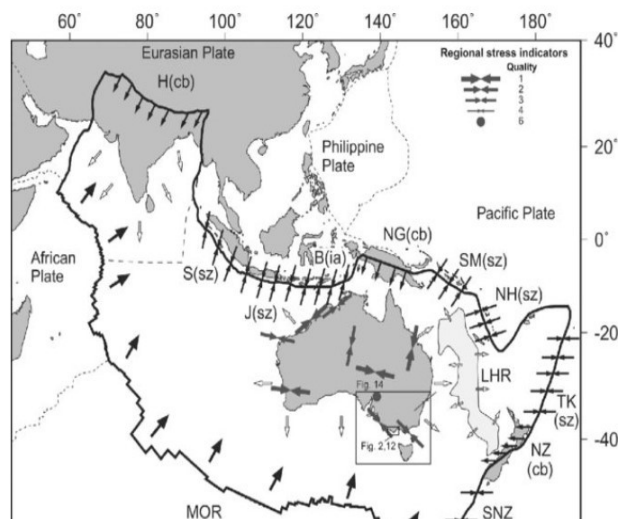 60 80 100 120 140 160 180
40
Eurasian Plate
H(cb)
Regional stress indicators
Quality
1
2
3
4
6
Philippine
Plate
20
Pacific Plate
African
Plate
NG(cb)
0
S(sz)
B(ia)
SM(sz)
J(sz)
NH(sz)
-20
LHR
Fig. 14
TK
(sz)
Fig. 2,12
NZ
(cb)
-40
MOR
SNZ